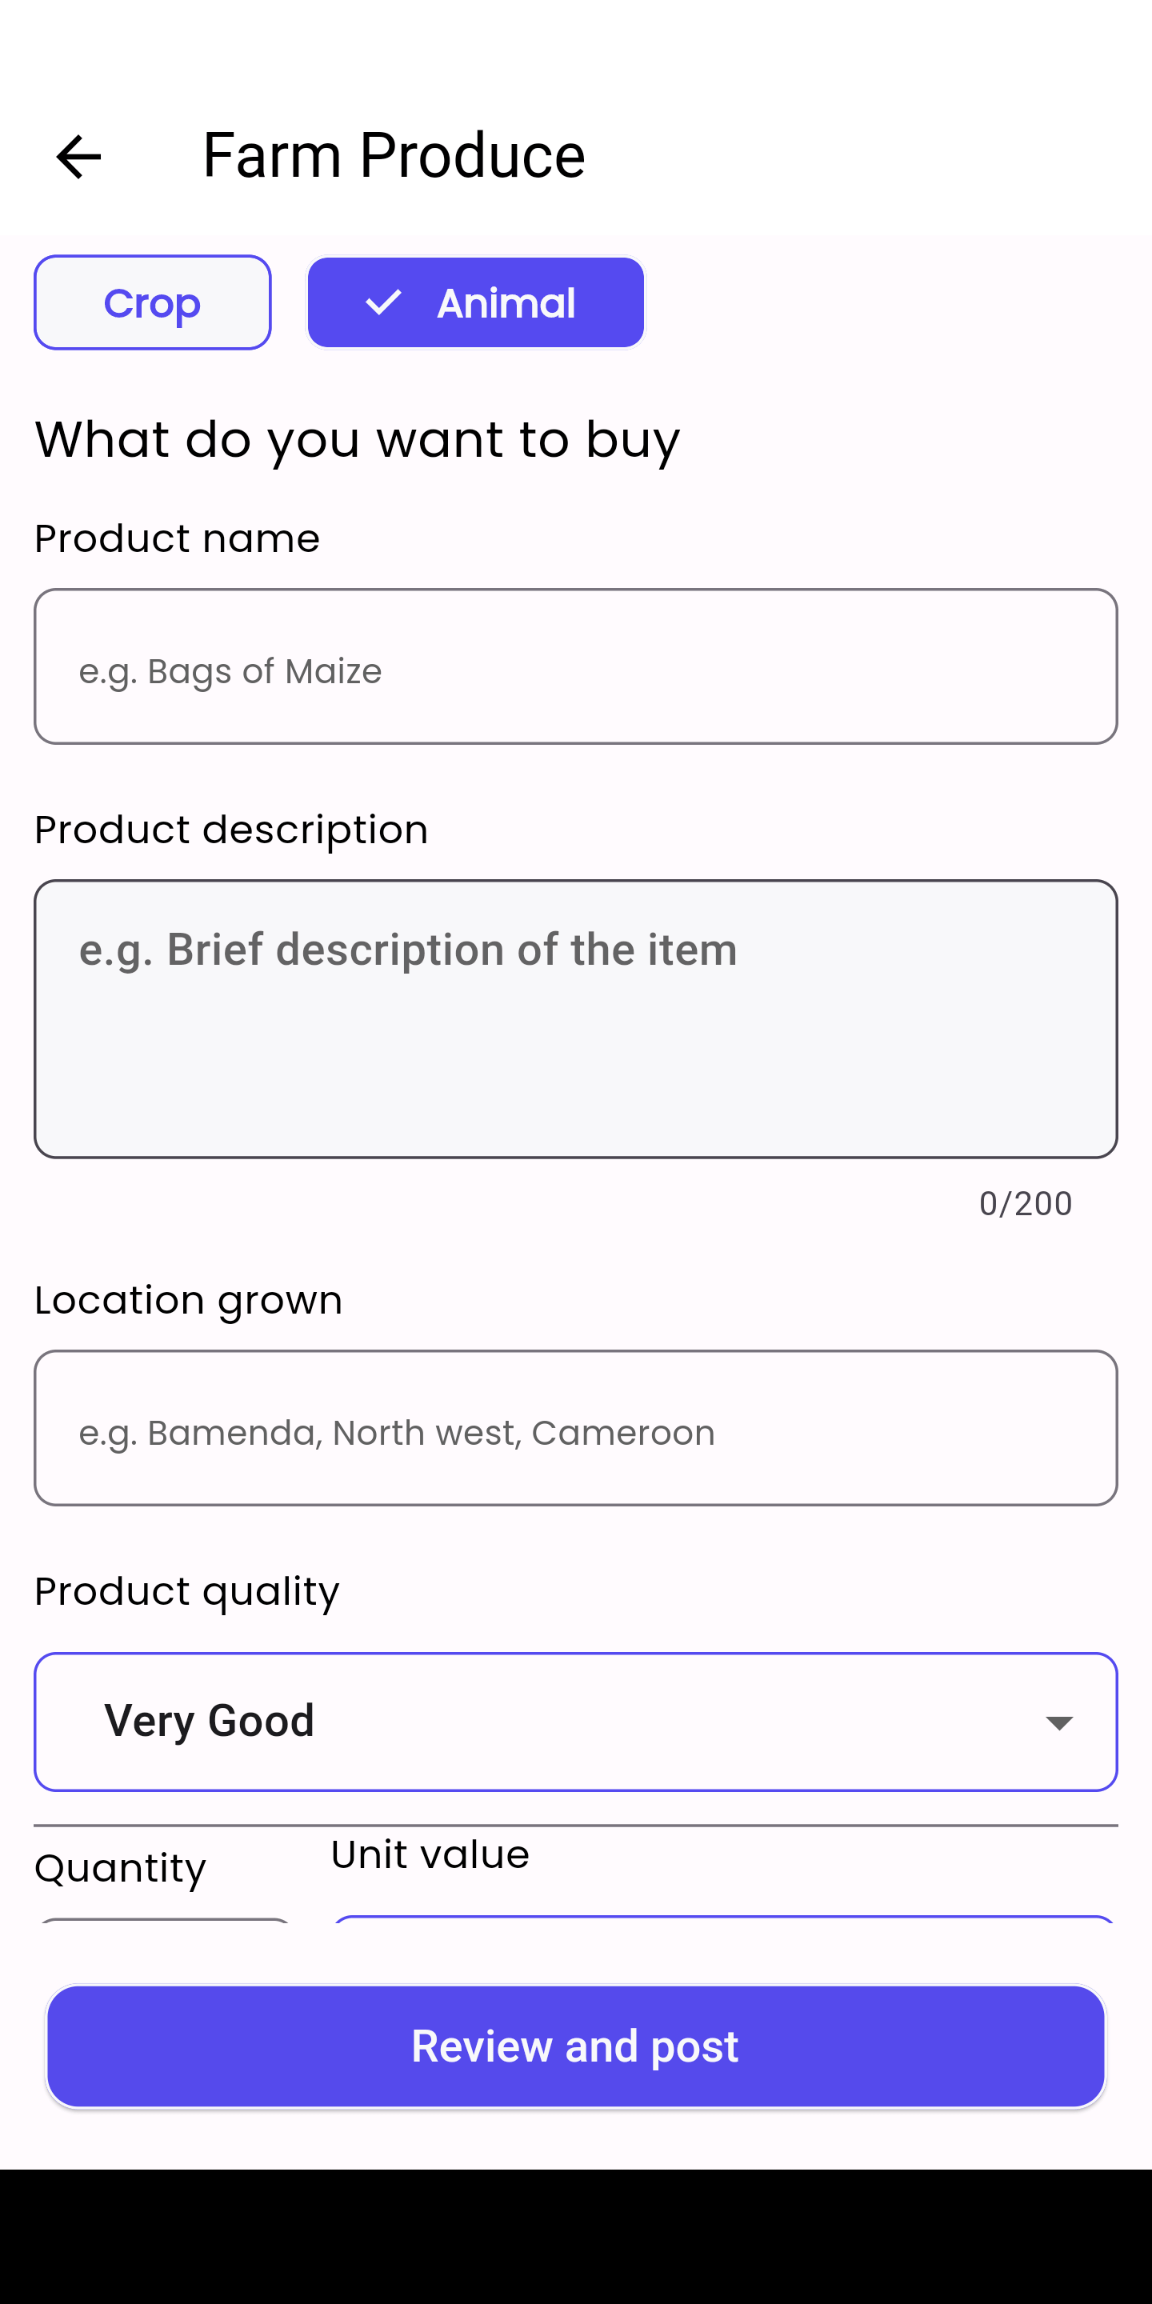 Farm Produce
Crop
Animal
What do you want to buy
Product name
e.g. Bags of Maize
Product description
e.g. Brief description of the item
0/200
Location grown
e.g. Bamenda, North west, Cameroon
Product quality
Very Good
Quantity
Unit value
Review and post